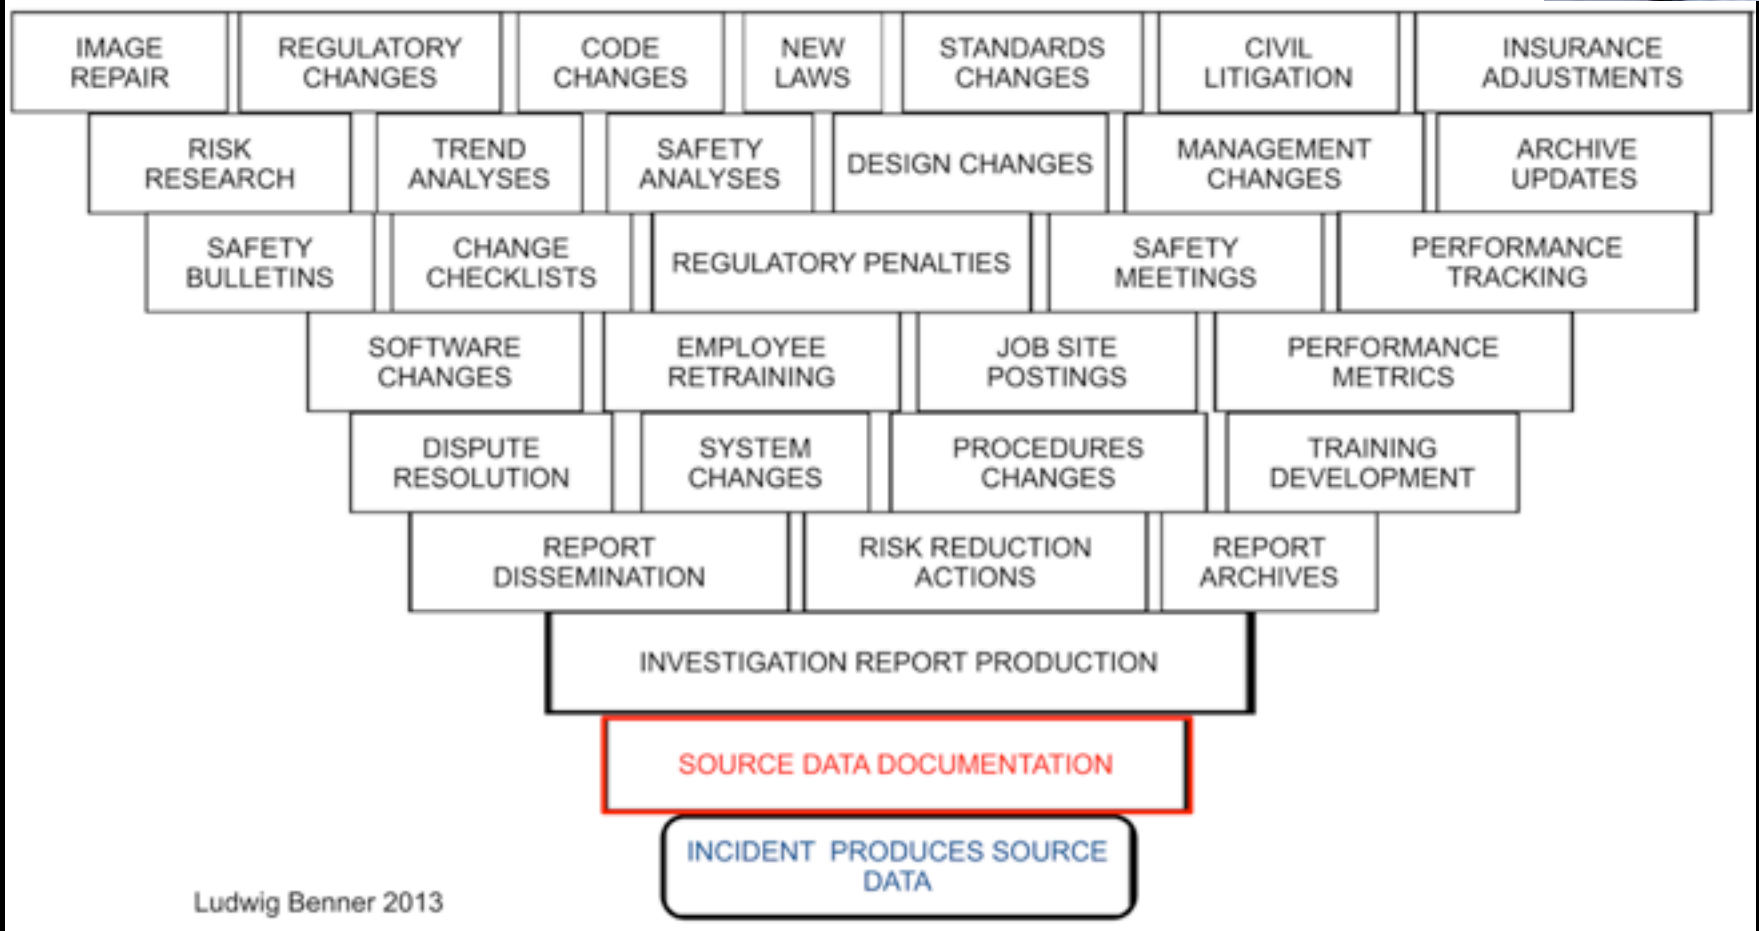 IMAGE
REPAIR
REGULATORY
CHANGES
CODE
CHANGES
NEW
LAWS
STANDARDS
CHANGES
CIVIL
LITIGATION
INSURANCE
ADJUSTMENTS
RISK
RESEARCH
TREND
ANALYSES
SAFETY
ANALYSES
DESIGN CHANGES
MANAGEMENT
CHANGES
ARCHIVE
UPDATES
SAFETY
BULLETINS
CHANGE
CHECKLISTS
REGULATORY PENALTIES
SAFETY
MEETINGS
PERFORMANCE
TRACKING
SOFTWARE
CHANGES
EMPLOYEE
RETRAINING
JOB SITE
POSTINGS
PERFORMANCE
METRICS
DISPUTE
RESOLUTION
SYSTEM
CHANGES
PROCEDURES
CHANGES
TRAINING
DEVELOPMENT
REPORT
DISSEMINATION
RISK REDUCTION
ACTIONS
REPORT
ARCHIVES
INVESTIGATION REPORT PRODUCTION
SOURCE DATA DOCUMENTATION
INCIDENT PRODUCES SOURCE
DATA
Ludwig Benner 2013